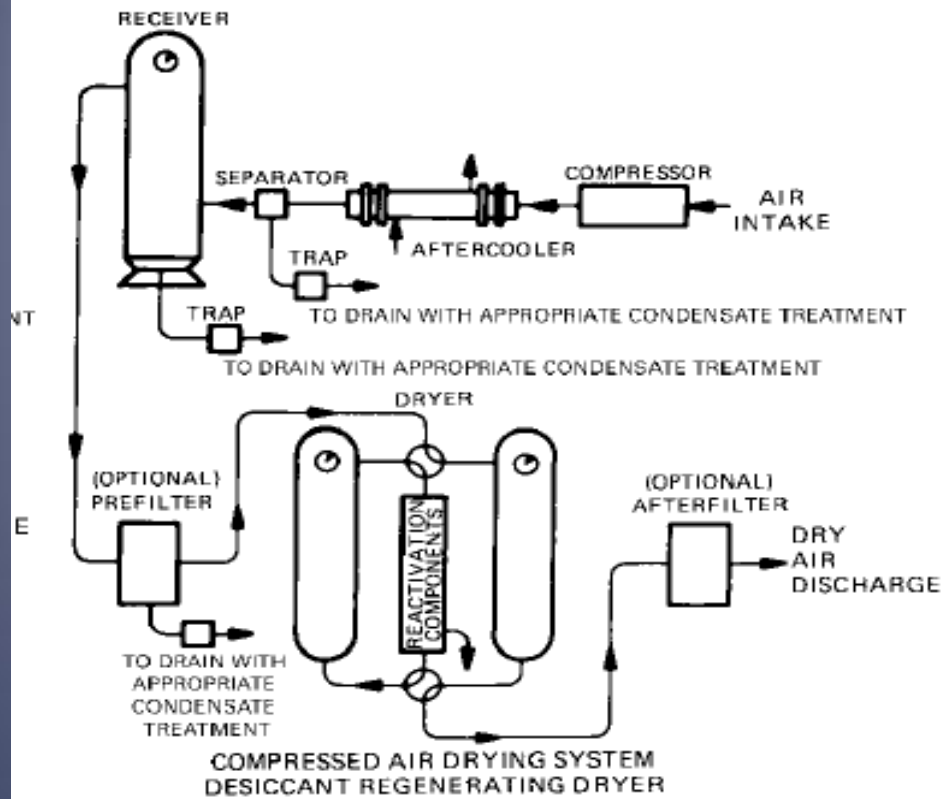 RECEIVER
SEPARATOR
COMPRESSOR
AIR
INTAKE
AFTERCOOLER
TRAP
TO DRAIN WITH APPROPRIATE CONDENSATE TREATMENT
NT
TRAP
TO DRAIN WITH APPROPRIATE CONDENSATE TREATMENT
DRYER
(OPTIONAL)
PREFILTER
E
REACTIVATION
COMPONENTS
(OPTIONAL)
AFTERFILTER
DRY
AIR
DISCHARGE
TO DRAIN WITH
APPROPRIATE
CONDENSATE
TREATMENT
COMPRESSED AIR DRYING SYSTEM
DESICCANT REGENERATING DRYER